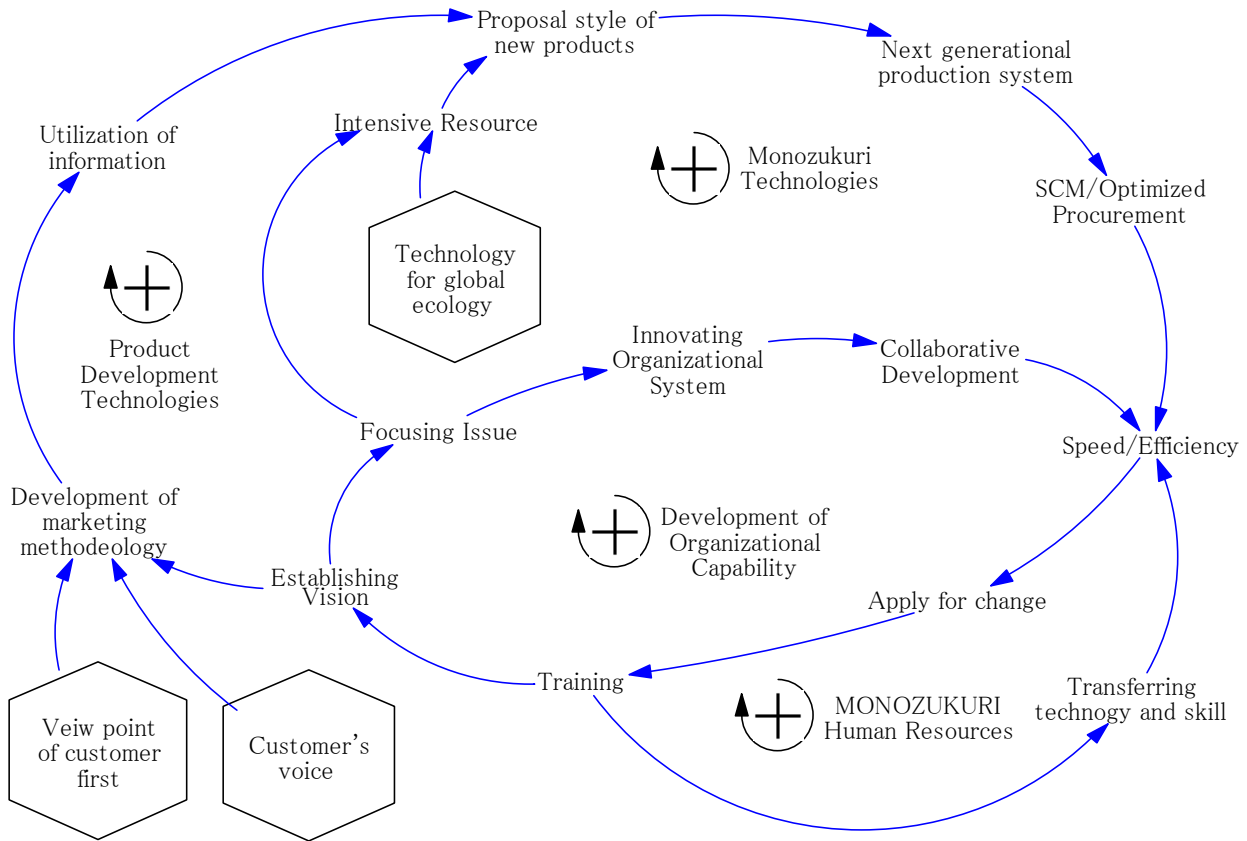 Proposal style of
new products
Next generational
production system
Intensive Resource
Utilization of
information
Monozukuri
Technologies
SCM/Optimized
Procurement
Technology
for global
ecology
Product
Development
Technologies
Innovating
Organizational
System
Collaborative
Development
Focusing Issue
Speed/Efficiency
Development of
marketing
methodeology
Development of
Organizational
Capability
Establishing
Vision
Apply for change
Training
Transferring
technogy and skill
MONOZUKURI
Human Resources
Veiw point
of customer
first
Customer's
voice